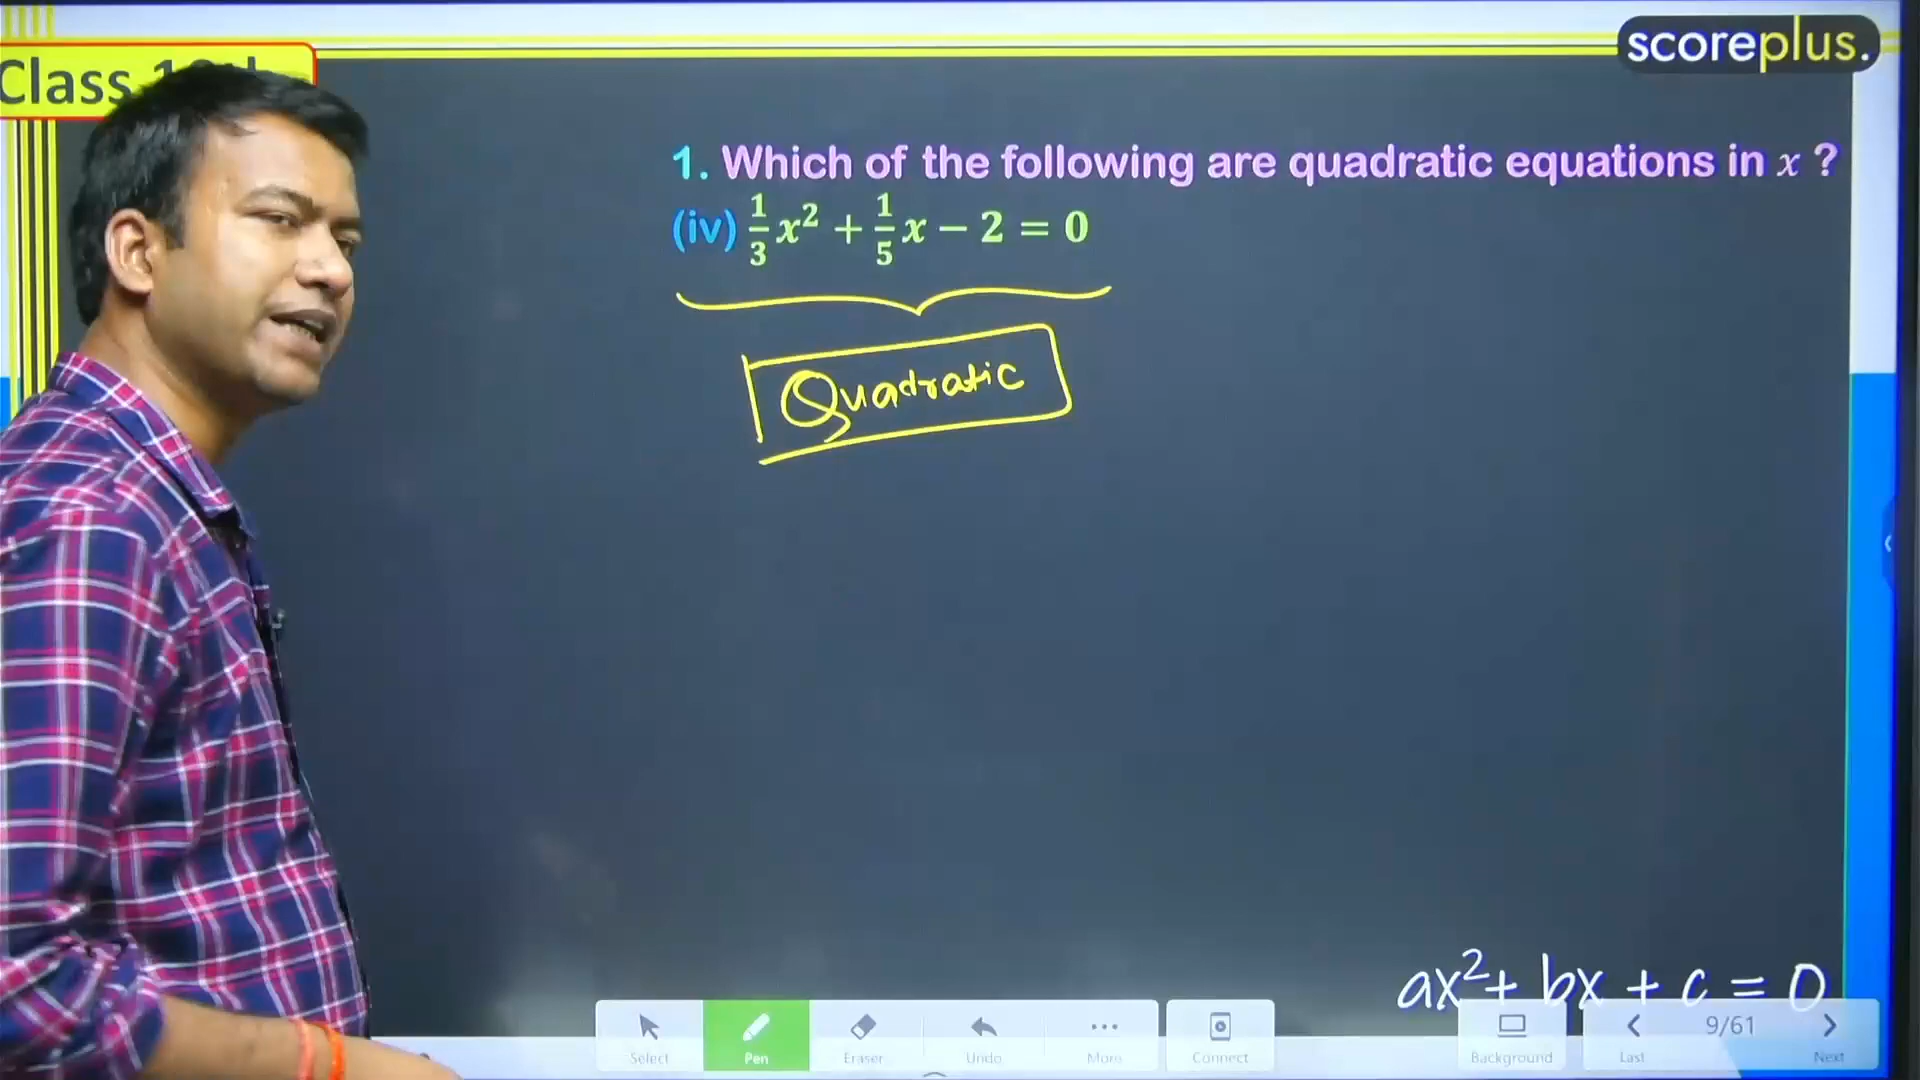 scoreplus.
Class
1. Which of the following are quadratic equations in x ?
(iv) 1/3 x² + 1/5 x − 2 = 0
Quadratic
ax² + bx + c = 0
Select
Pen
Eraser
Undo
More
Connect
Background
Last
9/61
Next